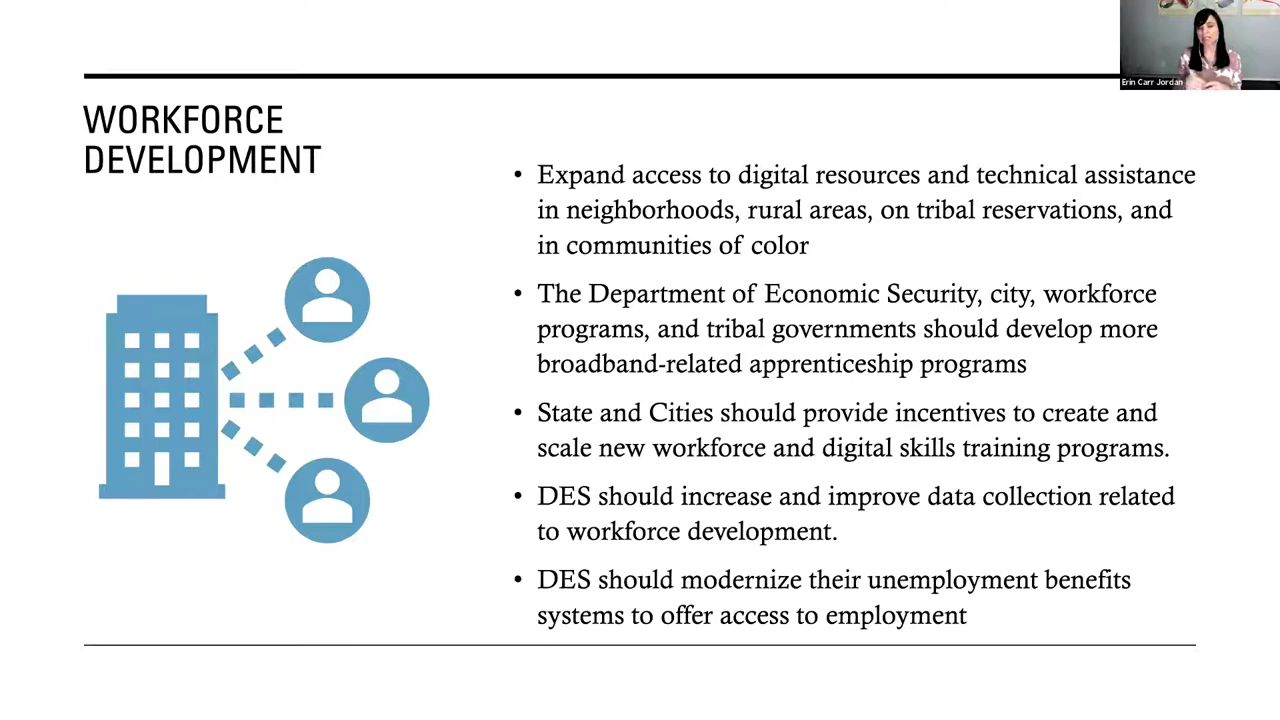 Erin Carr Jordan
WORKFORCE
DEVELOPMENT
• Expand access to digital resources and technical assistance
in neighborhoods, rural areas, on tribal reservations, and
in communities of color
• The Department of Economic Security, city, workforce
programs, and tribal governments should develop more
broadband-related apprenticeship programs
• State and Cities should provide incentives to create and
scale new workforce and digital skills training programs.
• DES should increase and improve data collection related
to workforce development.
• DES should modernize their unemployment benefits
systems to offer access to employment